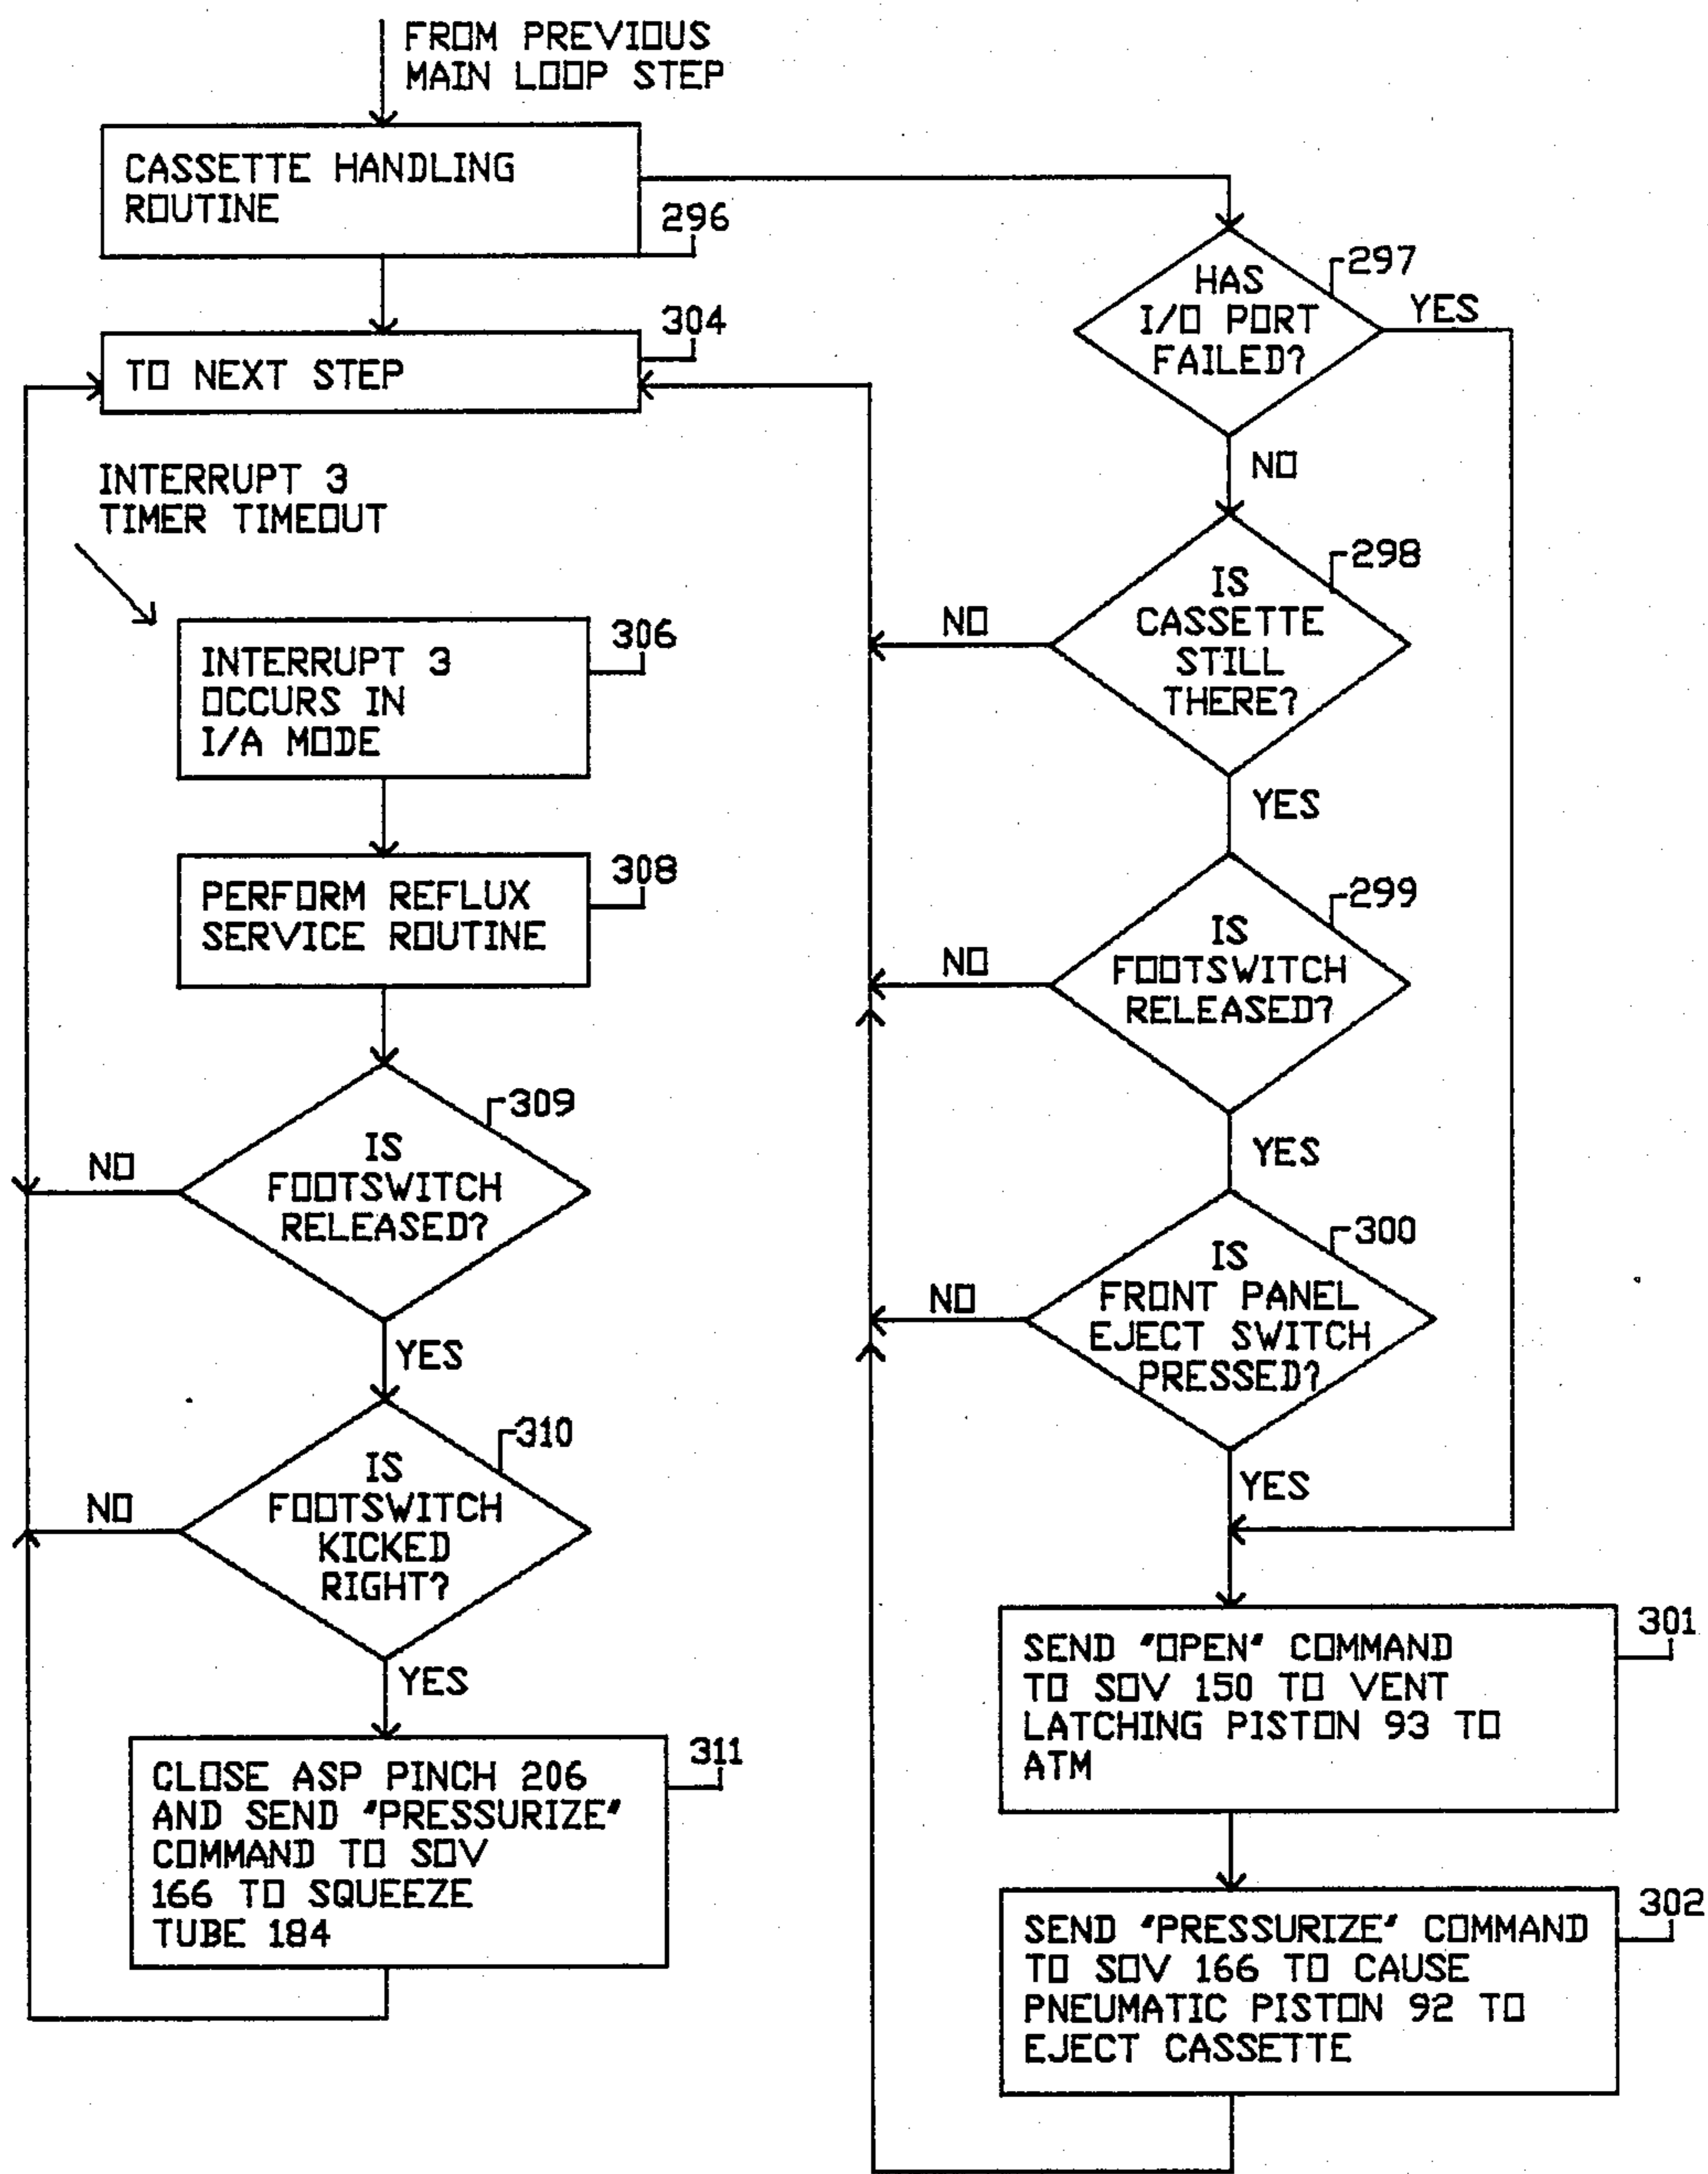 FROM PREVIOUS
MAIN LOOP STEP
CASSETTE HANDLING
ROUTINE
296
TO NEXT STEP
304
INTERRUPT 3
TIMER TIMEOUT
INTERRUPT 3
OCCURS IN
I/A MODE
306
PERFORM REFLUX
SERVICE ROUTINE
308
309
IS
FOOTSWITCH
RELEASED?
NO
YES
310
IS
FOOTSWITCH
KICKED
RIGHT?
NO
YES
311
CLOSE ASP PINCH 206
AND SEND "PRESSURIZE"
COMMAND TO SOV
166 TO SQUEEZE
TUBE 184
297
HAS
I/O PORT
FAILED?
YES
NO
298
IS
CASSETTE
STILL
THERE?
NO
YES
299
IS
FOOTSWITCH
RELEASED?
NO
YES
300
IS
FRONT PANEL
EJECT SWITCH
PRESSED?
NO
YES
301
SEND "OPEN" COMMAND
TO SOV 150 TO VENT
LATCHING PISTON 93 TO
ATM
302
SEND "PRESSURIZE" COMMAND
TO SOV 166 TO CAUSE
PNEUMATIC PISTON 92 TO
EJECT CASSETTE